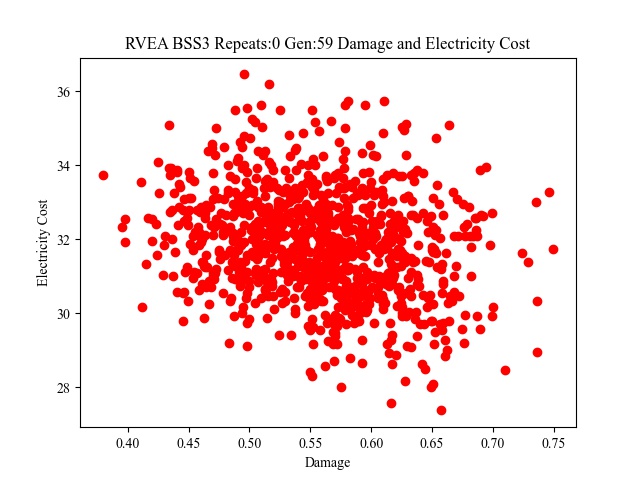 RVEA BSS3 Repeats:0 Gen:59 Damage and Electricity Cost
36
34
32
30
28
Electricity Cost
0.40 0.45 0.50 0.55 0.60 0.65 0.70 0.75
Damage